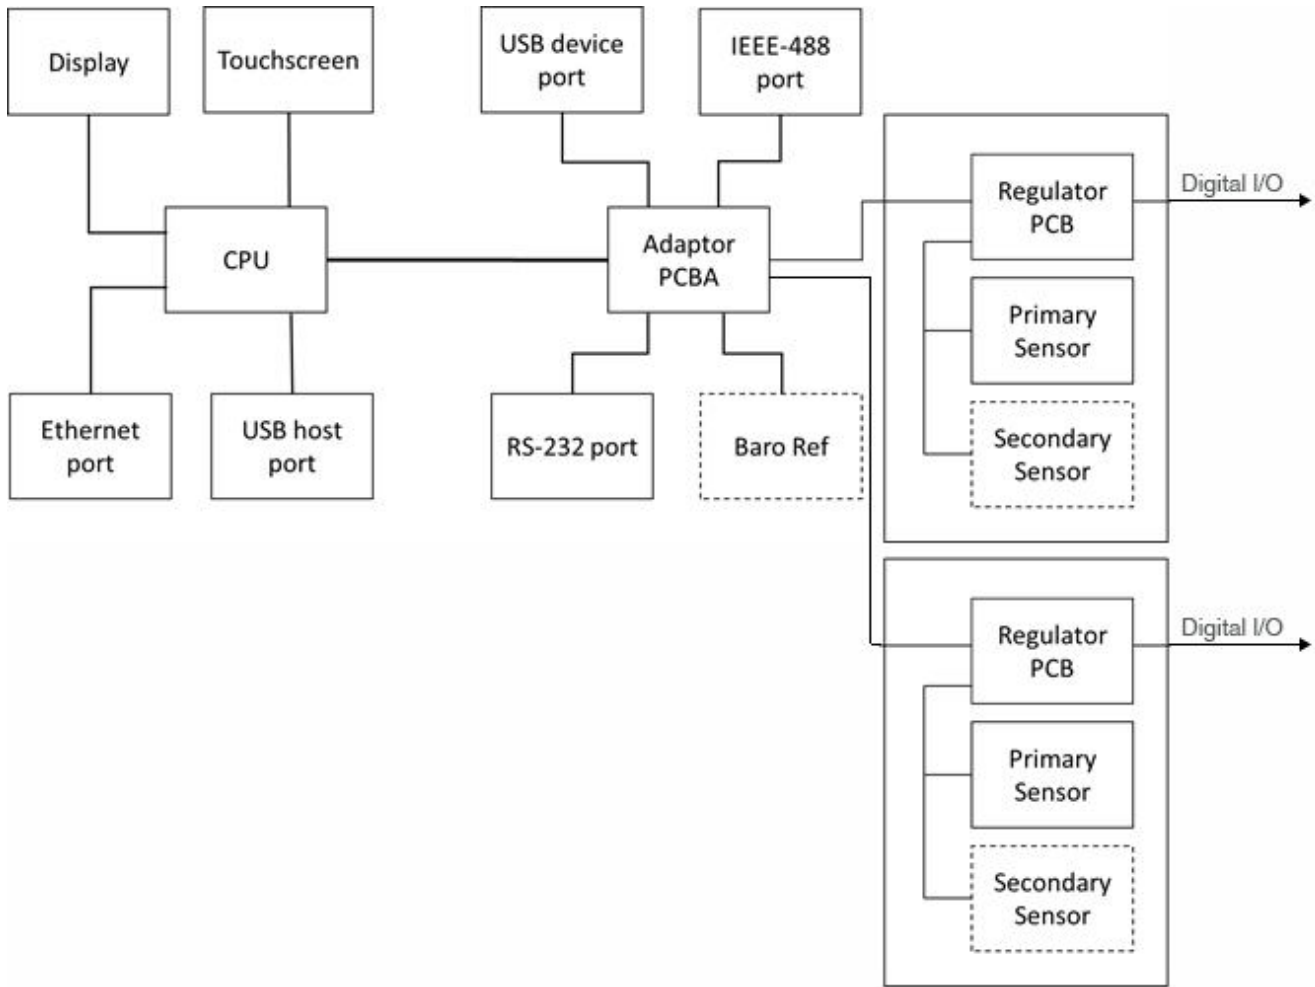 Display
Touchscreen
USB device
port
IEEE-488
port
Regulator
PCB
Digital I/O
CPU
Adaptor
PCBA
Primary
Sensor
Ethernet
port
USB host
port
RS-232 port
Baro Ref
Secondary
Sensor
Regulator
PCB
Digital I/O
Primary
Sensor
Secondary
Sensor